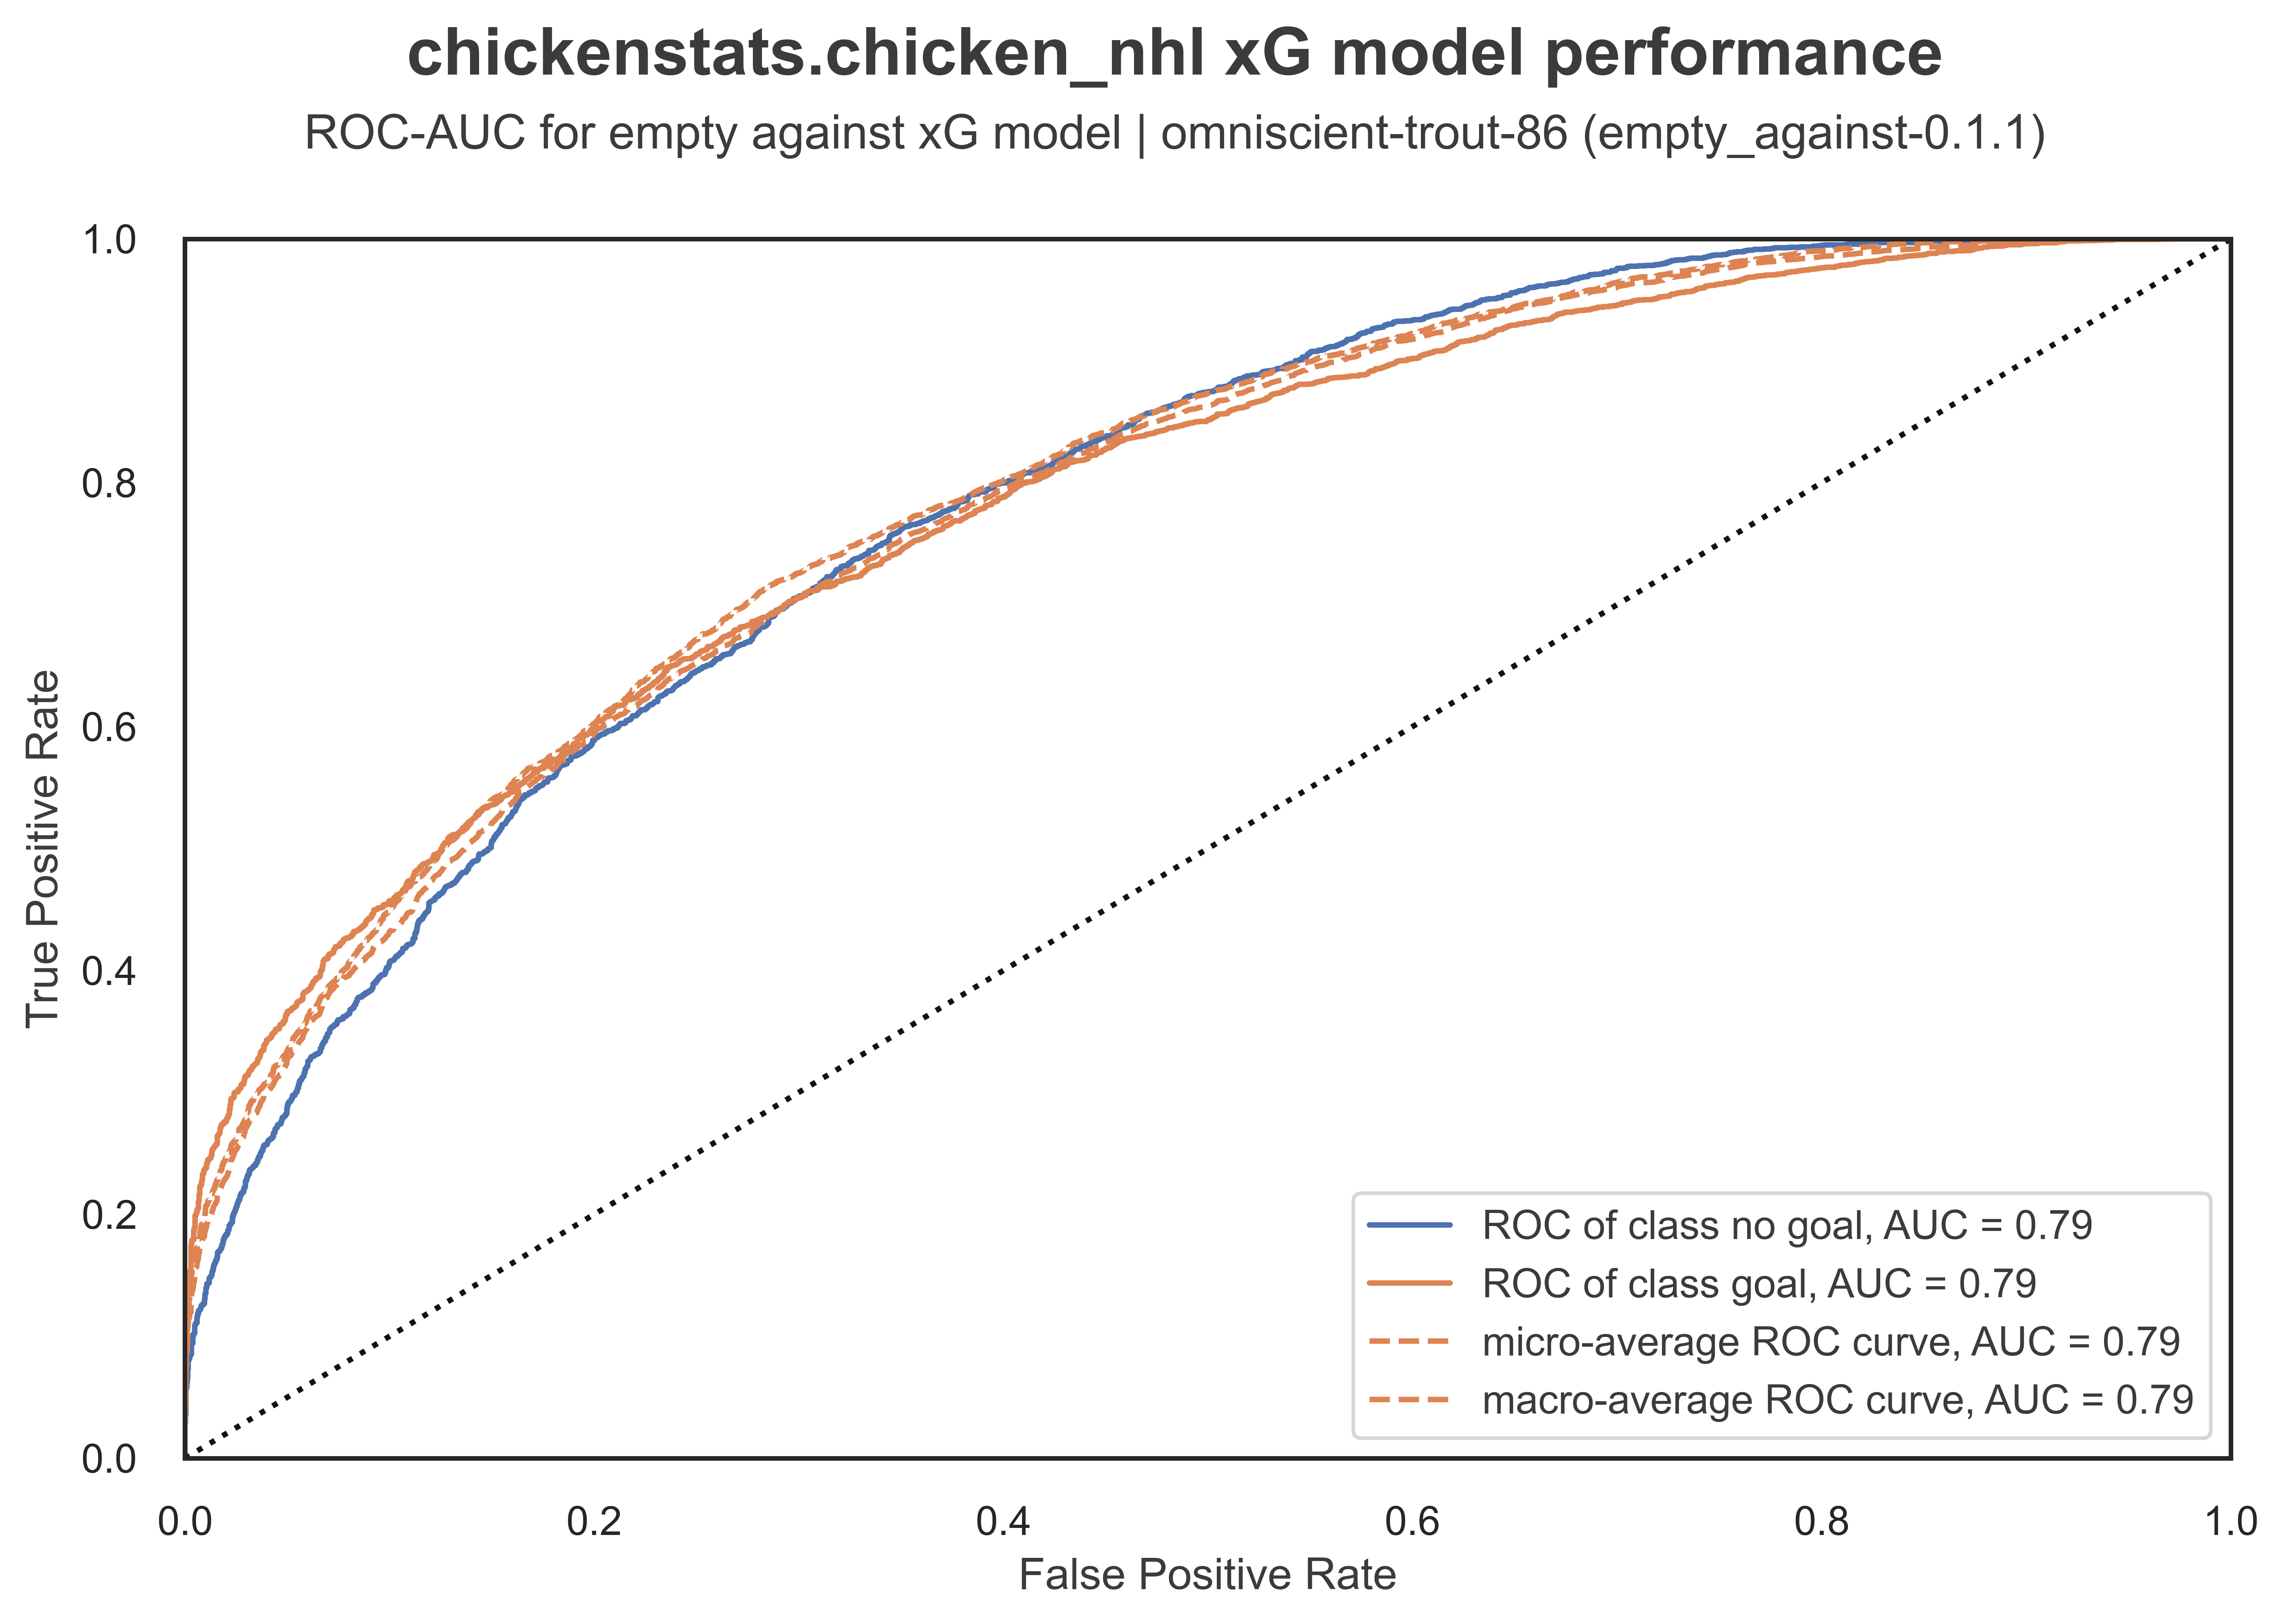 chickenstats.chicken_nhl xG model performance
ROC-AUC for empty against xG model | omniscient-trout-86 (empty_against-0.1.1)
1.0
0.8
0.6
0.4
0.2
0.0
True Positive Rate
ROC of class no goal, AUC = 0.79
ROC of class goal, AUC = 0.79
micro-average ROC curve, AUC = 0.79
macro-average ROC curve, AUC = 0.79
0.0 0.2 0.4 0.6 0.8 1.0
False Positive Rate